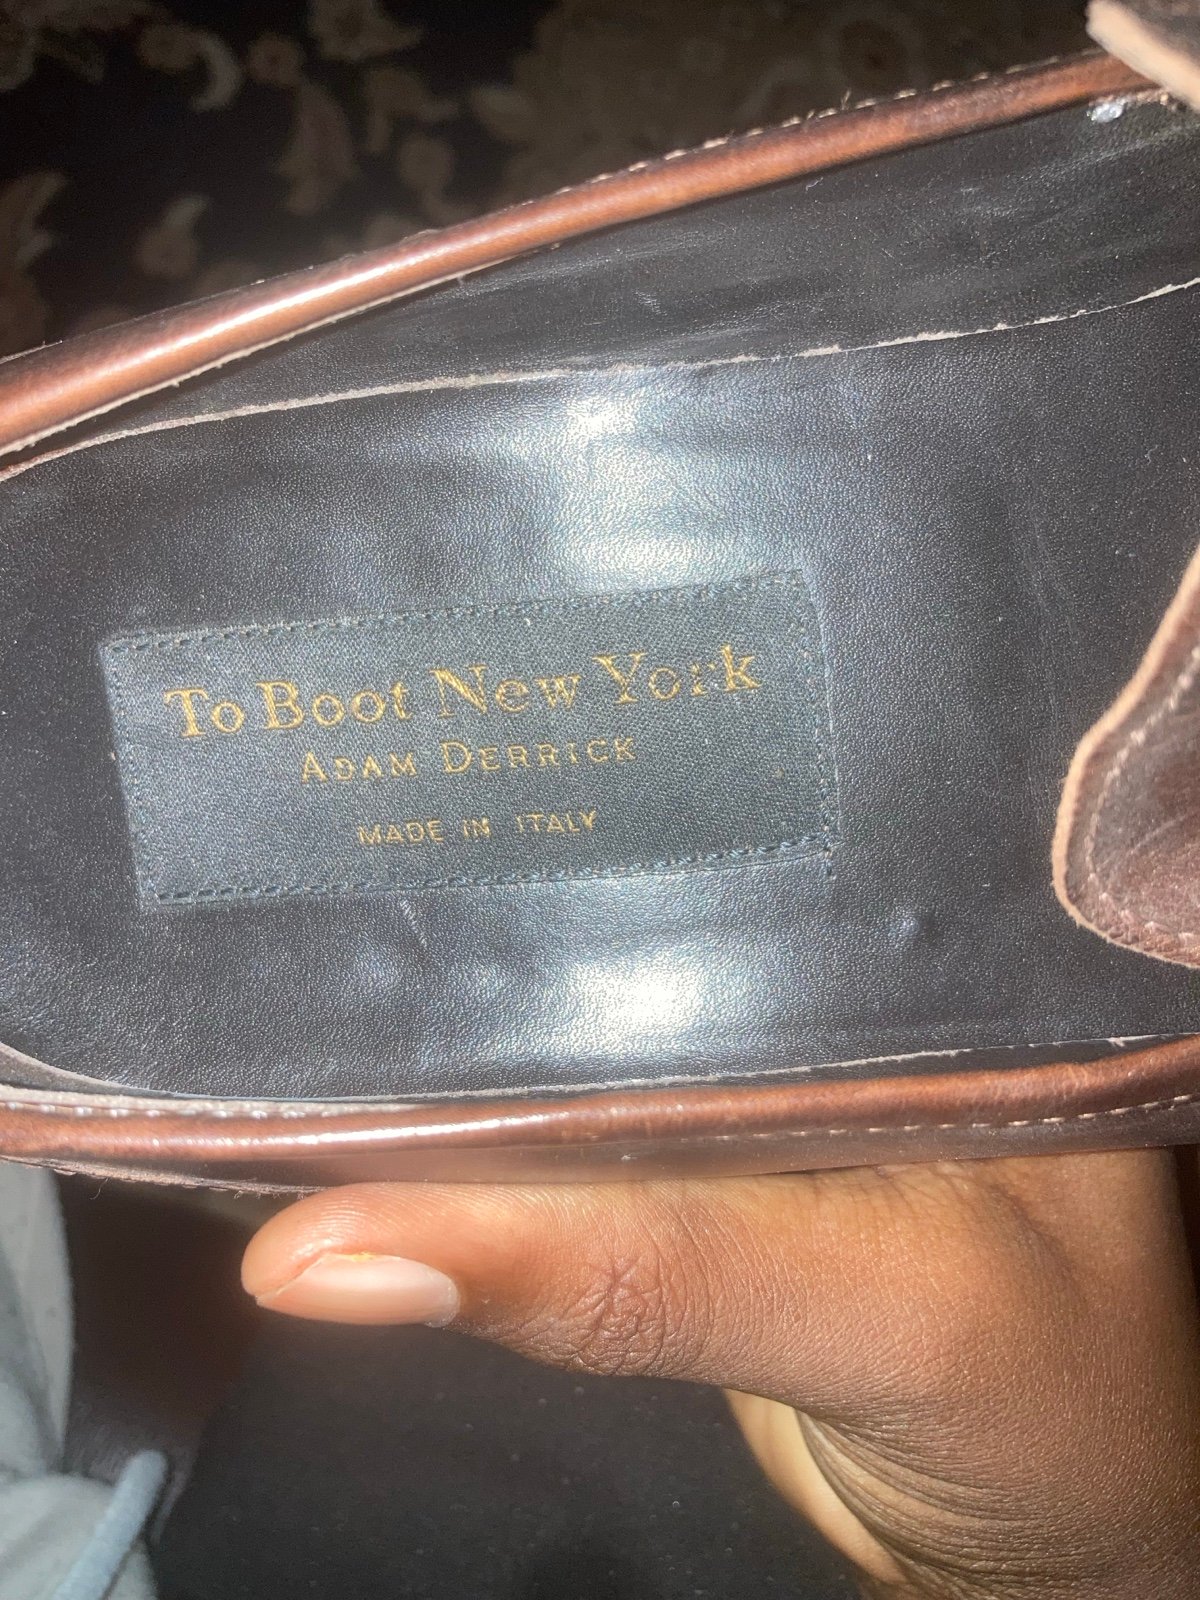 To Boot New York
ADAM DERRICK
MADE IN ITALY